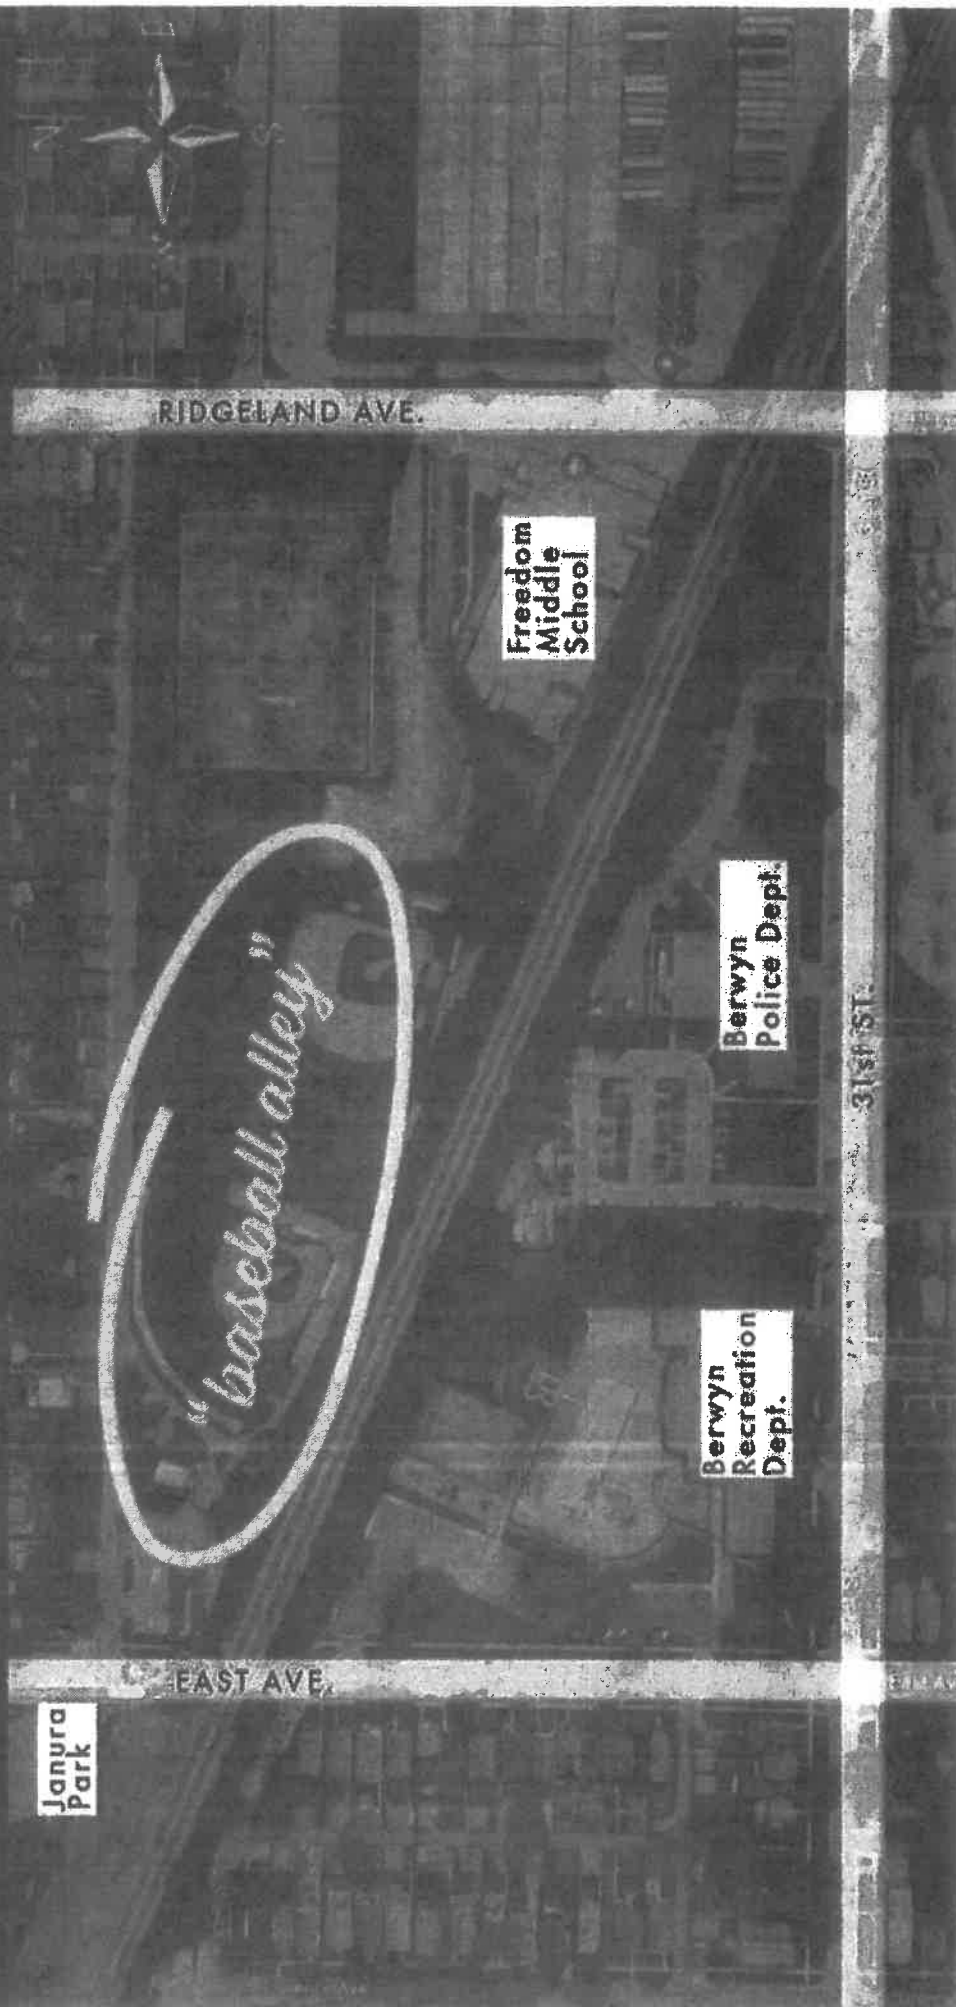 N
S
RIDGELAND AVE.
Freedom
Middle
School
"baseball alley"
Berwyn
Police Dept.
31st ST.
Berwyn
Recreation
Dept.
EAST AVE.
Janura
Park